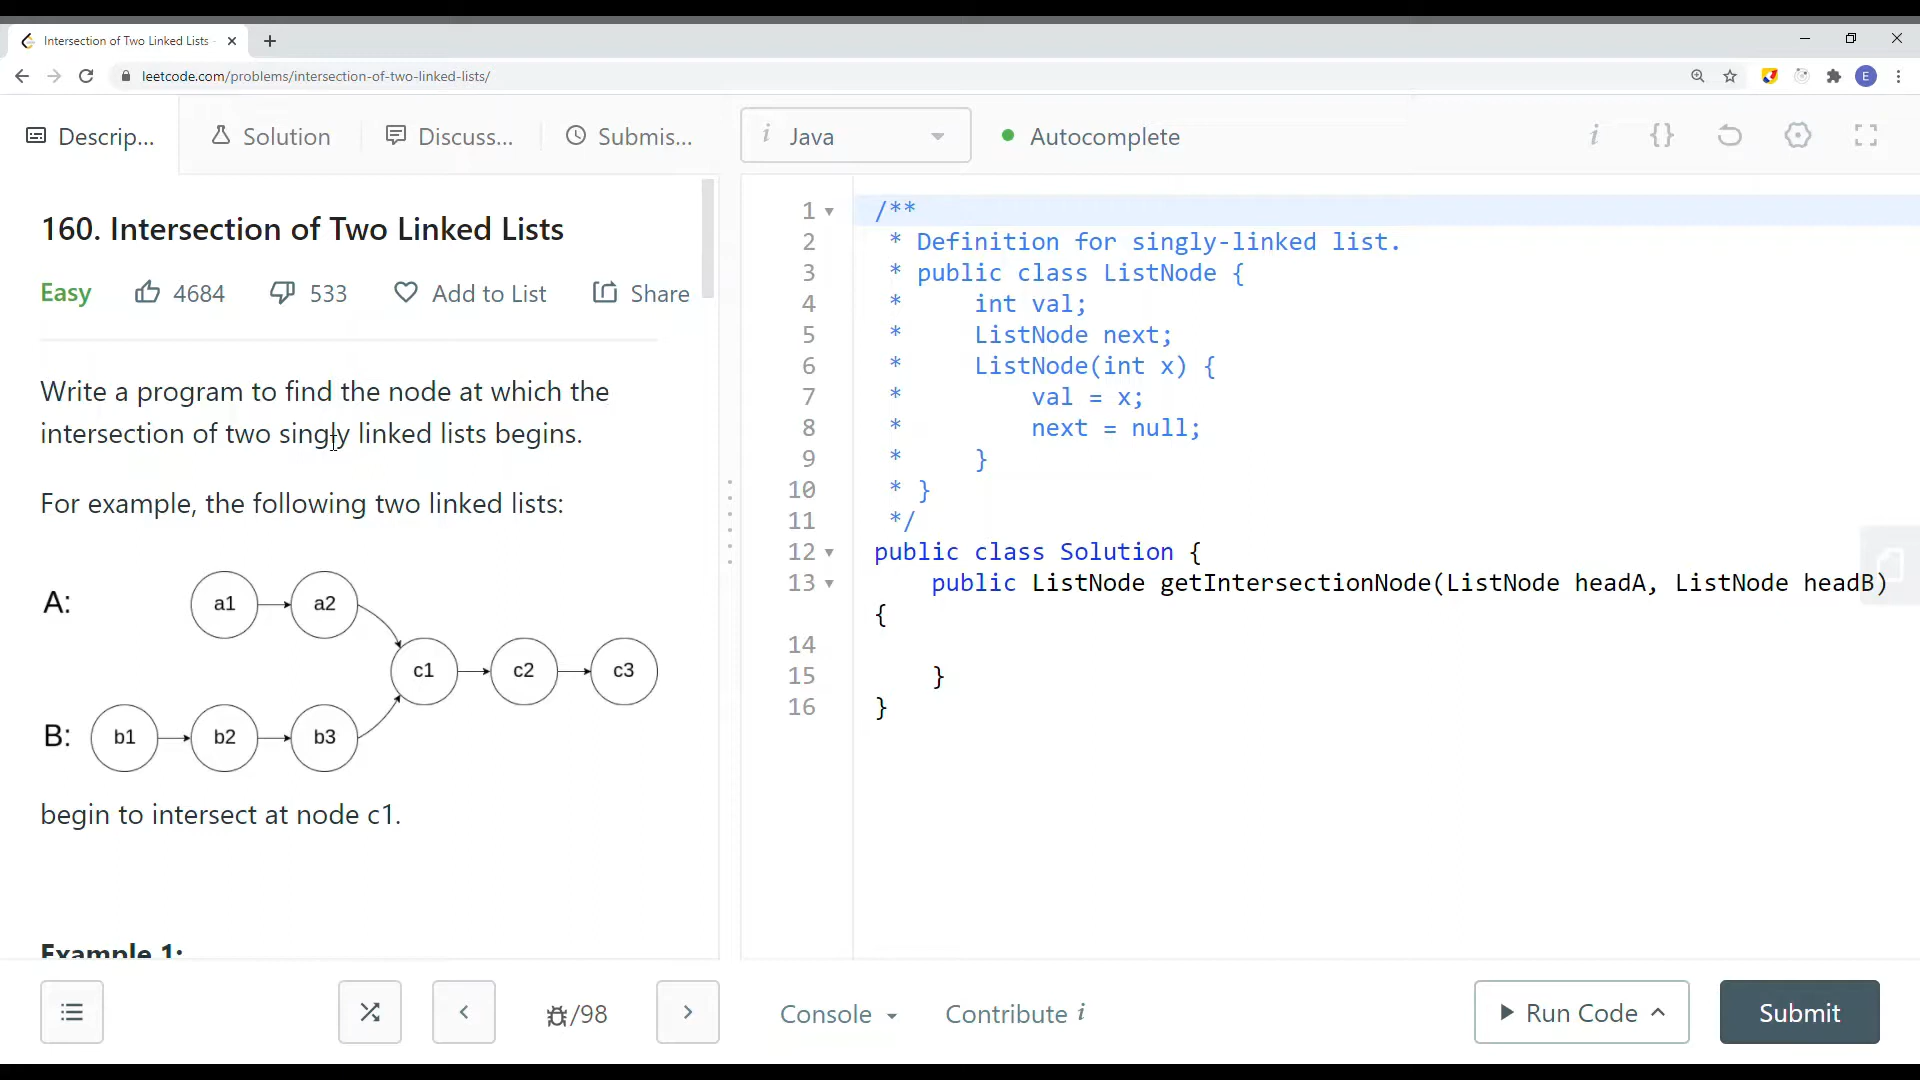 Intersection of Two Linked Lists -
leetcode.com/problems/intersection-of-two-linked-lists/
E
Descrip...
Solution
Discuss...
Submis...
i Java
Autocomplete
i {}
160. Intersection of Two Linked Lists
Easy 4684 533 Add to List Share
Write a program to find the node at which the
intersection of two singly linked lists begins.
For example, the following two linked lists:
A: a1 a2
c1 c2 c3
B: b1 b2 b3
begin to intersect at node c1.
Example 1:
1 /**
2 * Definition for singly-linked list.
3 * public class ListNode {
4 * int val;
5 * ListNode next;
6 * ListNode(int x) {
7 * val = x;
8 * next = null;
9 * }
10 * }
11 */
12 public class Solution {
13 public ListNode getIntersectionNode(ListNode headA, ListNode headB)
{
14
15 }
16 }
/98
Console
Contribute i
Run Code
Submit